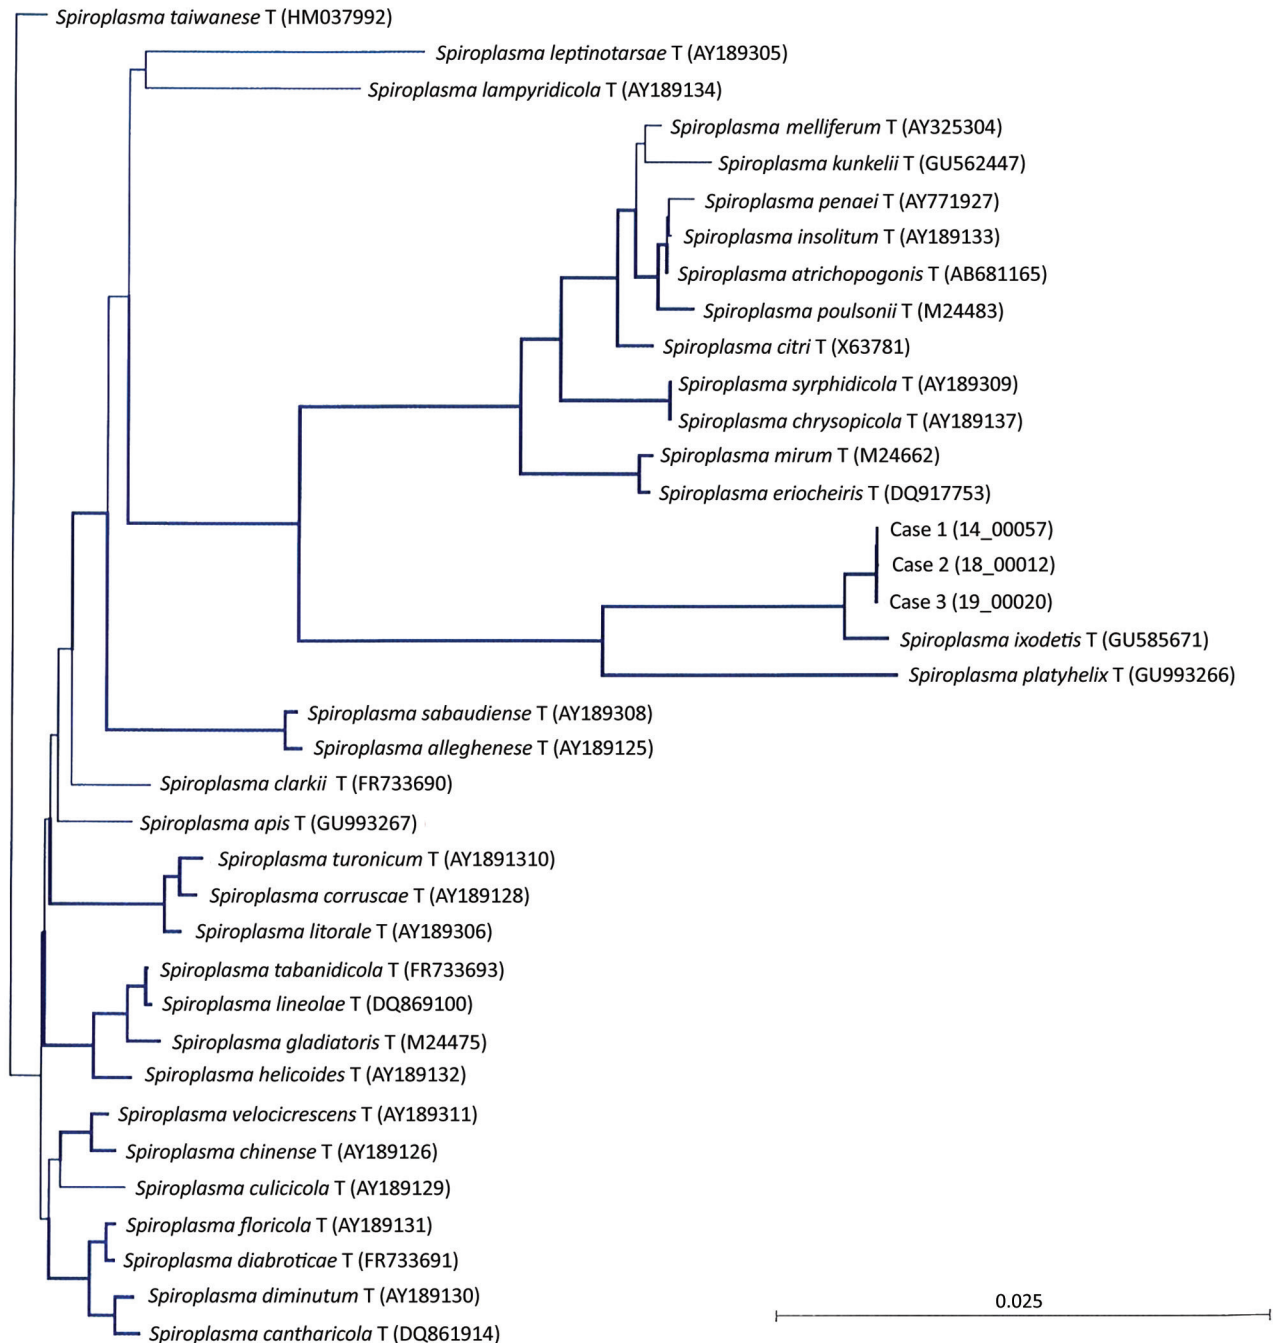 Spiroplasma taiwanese T (HM037992)
Spiroplasma leptinotarsae T (AY189305)
Spiroplasma lampyridicola T (AY189134)
Spiroplasma melliferum T (AY325304)
Spiroplasma kunkelii T (GU562447)
Spiroplasma penaei T (AY771927)
Spiroplasma insolitum T (AY189133)
Spiroplasma atrichopogonis T (AB681165)
Spiroplasma poulsonii T (M24483)
Spiroplasma citri T (X63781)
Spiroplasma syrphidicola T (AY189309)
Spiroplasma chrysopicola T (AY189137)
Spiroplasma mirum T (M24662)
Spiroplasma eriocheiris T (DQ917753)
Case 1 (14_00057)
Case 2 (18_00012)
Case 3 (19_00020)
Spiroplasma ixodetis T (GU585671)
Spiroplasma platyhelix T (GU993266)
Spiroplasma sabaudiense T (AY189308)
Spiroplasma alleghenese T (AY189125)
Spiroplasma clarkii T (FR733690)
Spiroplasma apis T (GU993267)
Spiroplasma turonicum T (AY1891310)
Spiroplasma corruscae T (AY189128)
Spiroplasma litorale T (AY189306)
Spiroplasma tabanidicola T (FR733693)
Spiroplasma lineolae T (DQ869100)
Spiroplasma gladiatoris T (M24475)
Spiroplasma helicoides T (AY189132)
Spiroplasma velocicrescens T (AY189311)
Spiroplasma chinense T (AY189126)
Spiroplasma culicicola T (AY189129)
Spiroplasma floricola T (AY189131)
Spiroplasma diabroticae T (FR733691)
Spiroplasma diminutum T (AY189130)
0.025
Spiroplasma cantharicola T (DQ861914)